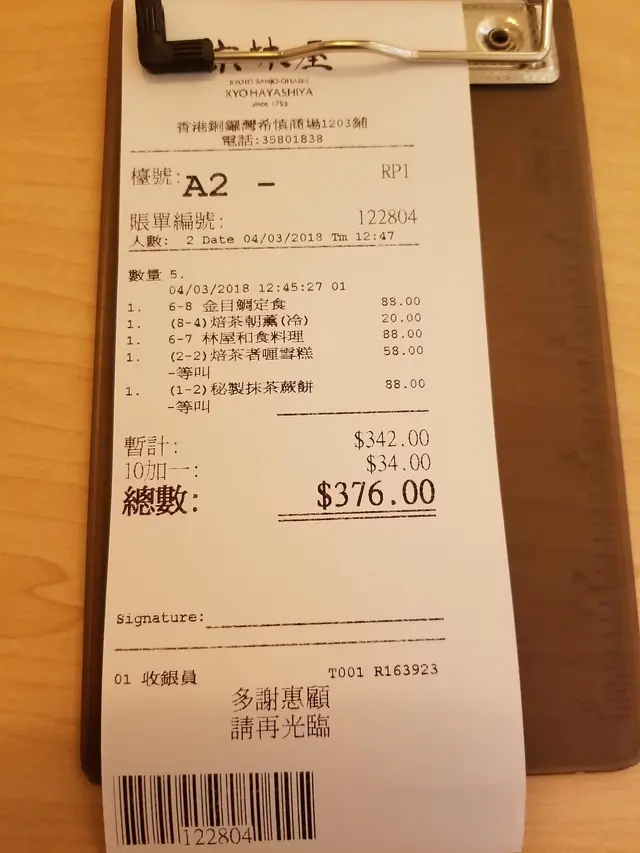 京林屋
KYOTO SANJO-OHASHI
KYO HAYASHIYA
since 1753
香港銅鑼灣希慎商場1203鋪
電話:35801838
檯號: A2 - RP1
賬單編號: 122804
人數: 2 Date 04/03/2018 Tm 12:47
數量 5.
04/03/2018 12:45:27 01
1. 6-8 金目鯛定食 88.00
1. (8-4)焙茶朝薰(冷) 20.00
1. 6-7 林屋和食料理 88.00
1. (2-2)焙茶者喱雪糕 58.00
-等叫
1. (1-2)秘製抹茶蕨餅 88.00
-等叫
暫計: $342.00
10加一: $34.00
總數: $376.00
Signature:
01 收銀員 T001 R163923
多謝惠顧
請再光臨
122804